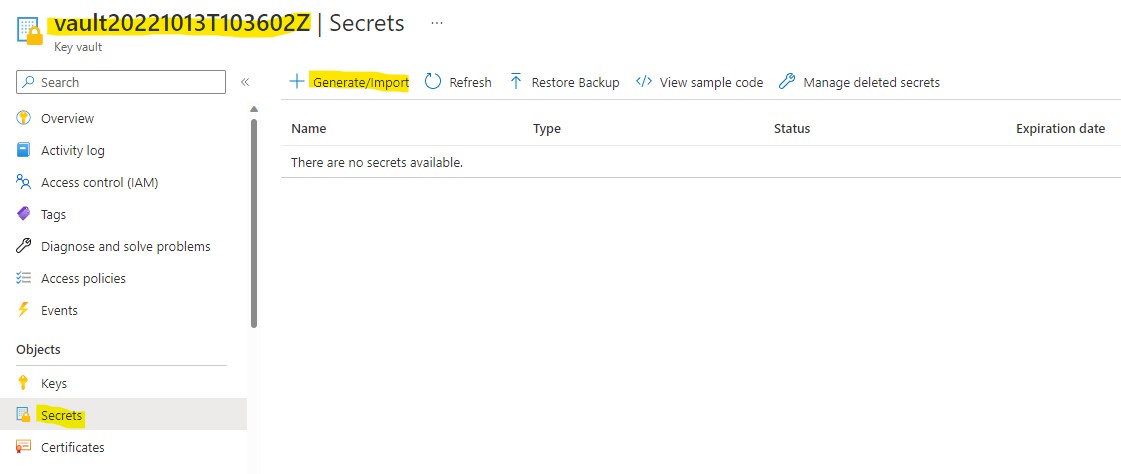 vault20221013T103602Z | Secrets ...
Key vault
Search «
Generate/Import Refresh Restore Backup View sample code Manage deleted secrets
Overview
Activity log
Access control (IAM)
Tags
Diagnose and solve problems
Access policies
Events
Objects
Keys
Secrets
Certificates
Name Type Status Expiration date
There are no secrets available.